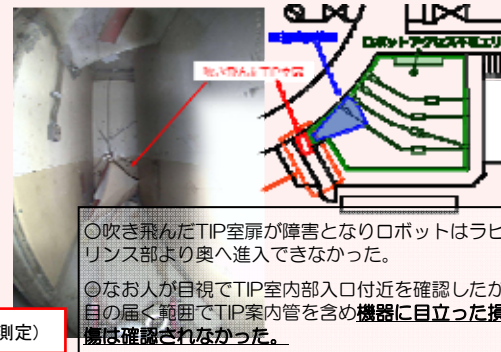 ロボットアクセス不可エリ
吹き飛んだTIP室扉
○吹き飛んだTIP室扉が障害となりロボットはラビ
リンス部より奥へ進入できなかった。
○なお人が目視でTIP室内部入口付近を確認したが
目の届く範囲でTIP案内管を含め機器に目立った損
傷は確認されなかった。
測定）